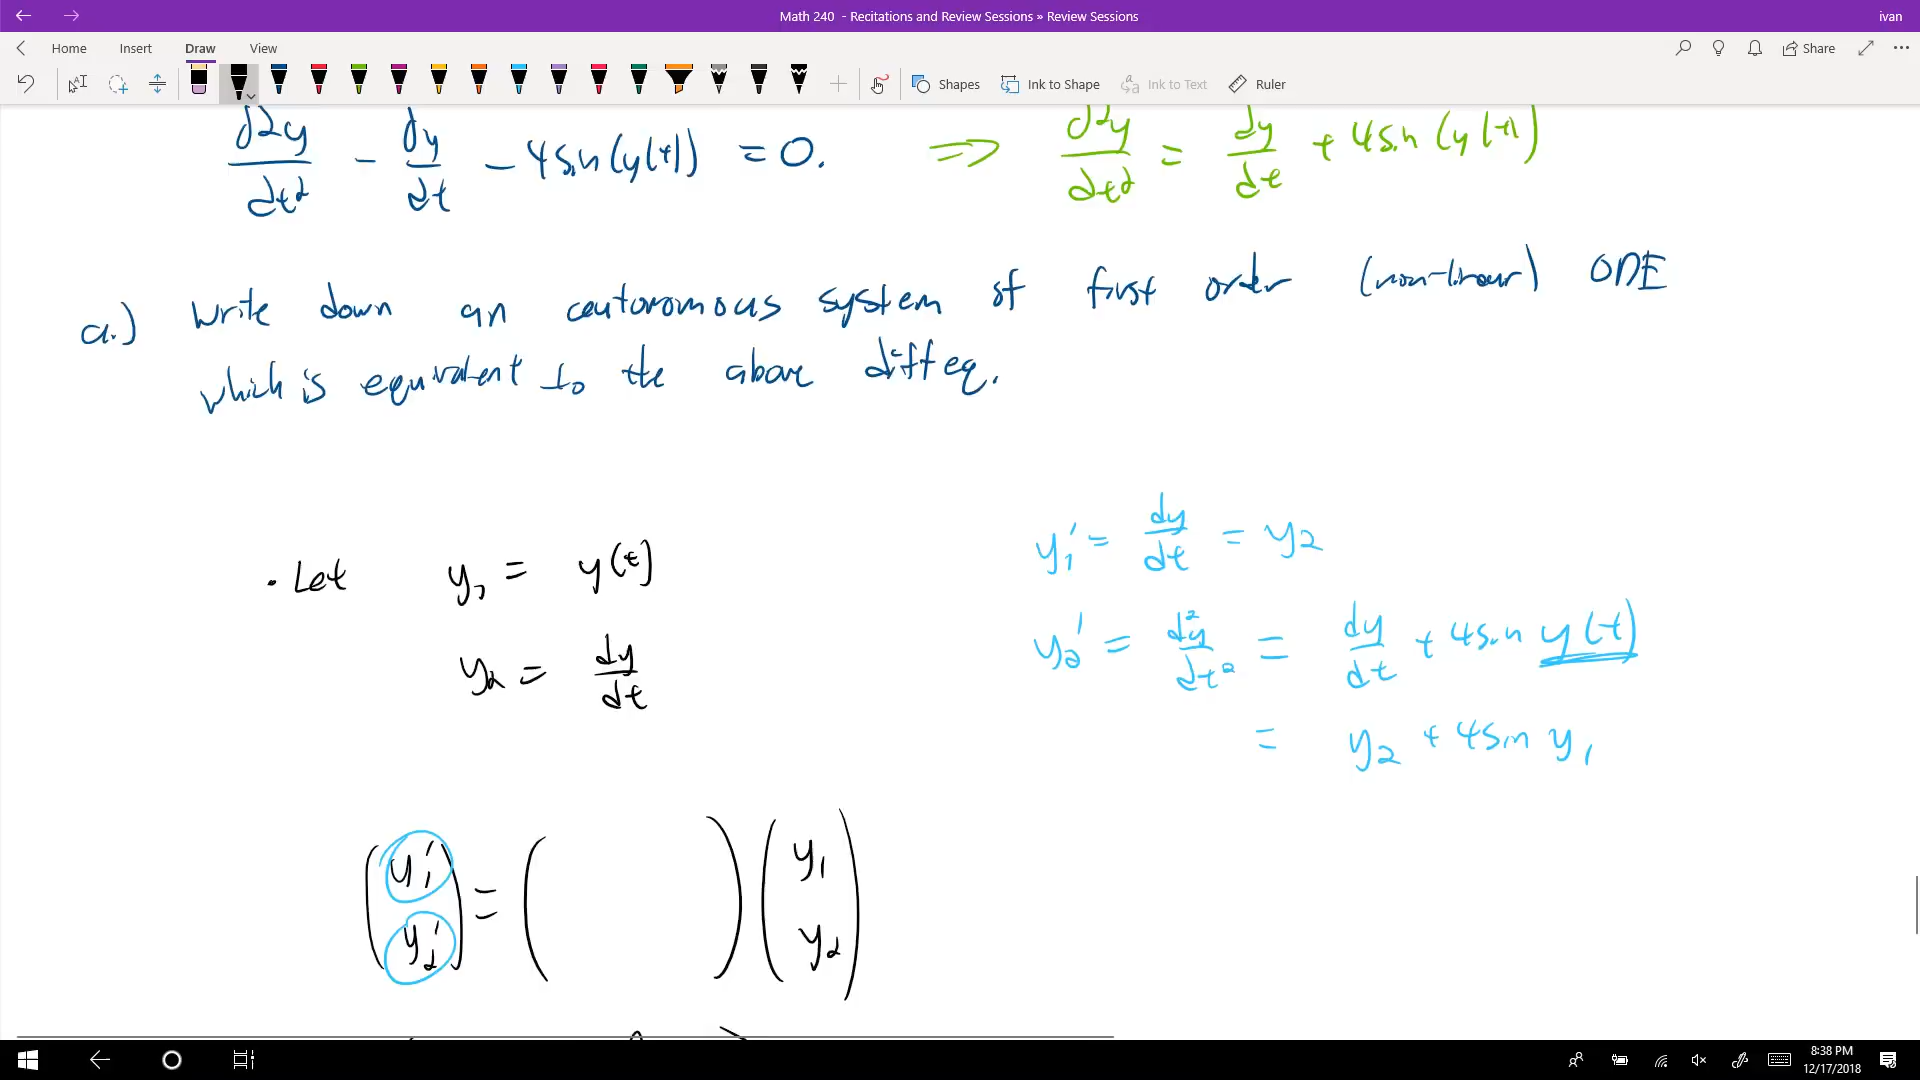 Math 240 - Recitations and Review Sessions » Review Sessions
ivan
Home Insert Draw View
Share
Shapes Ink to Shape Ink to Text Ruler
d2y/dt² - dy/dt - 4sin(y(t)) = 0. ⟹ d²y/dt² = dy/dt + 4sin(y(t))
a.) Write down an autonomous system of first order (non-linear) ODE
which is equivalent to the above diffeq.
• Let y₁ = y(t)
y₂ = dy/dt
y₁' = dy/dt = y₂
y₂' = d²y/dt² = dy/dt + 4sin y(t)
= y₂ + 4sin y₁
(y₁' y₂') = ( ) (y₁ y₂)
8:38 PM
12/17/2018